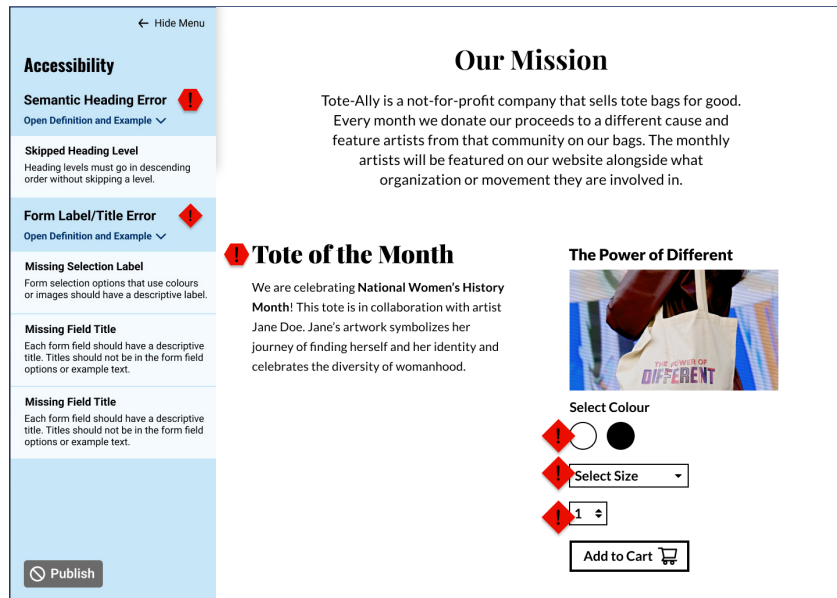 Hide Menu
Accessibility
Semantic Heading Error
Open Definition and Example
Skipped Heading Level
Heading levels must go in descending
order without skipping a level.
Form Label/Title Error
Open Definition and Example
Missing Selection Label
Form selection options that use colours
or images should have a descriptive label.
Missing Field Title
Each form field should have a descriptive
title. Titles should not be in the form field
options or example text.
Missing Field Title
Each form field should have a descriptive
title. Titles should not be in the form field
options or example text.
Publish
Our Mission
Tote-Ally is a not-for-profit company that sells tote bags for good.
Every month we donate our proceeds to a different cause and
feature artists from that community on our bags. The monthly
artists will be featured on our website alongside what
organization or movement they are involved in.
Tote of the Month
We are celebrating National Women's History
Month! This tote is in collaboration with artist
Jane Doe. Jane's artwork symbolizes her
journey of finding herself and her identity and
celebrates the diversity of womanhood.
The Power of Different
THE POWER OF
DIFFERENT
Select Colour
Select Size
1
Add to Cart